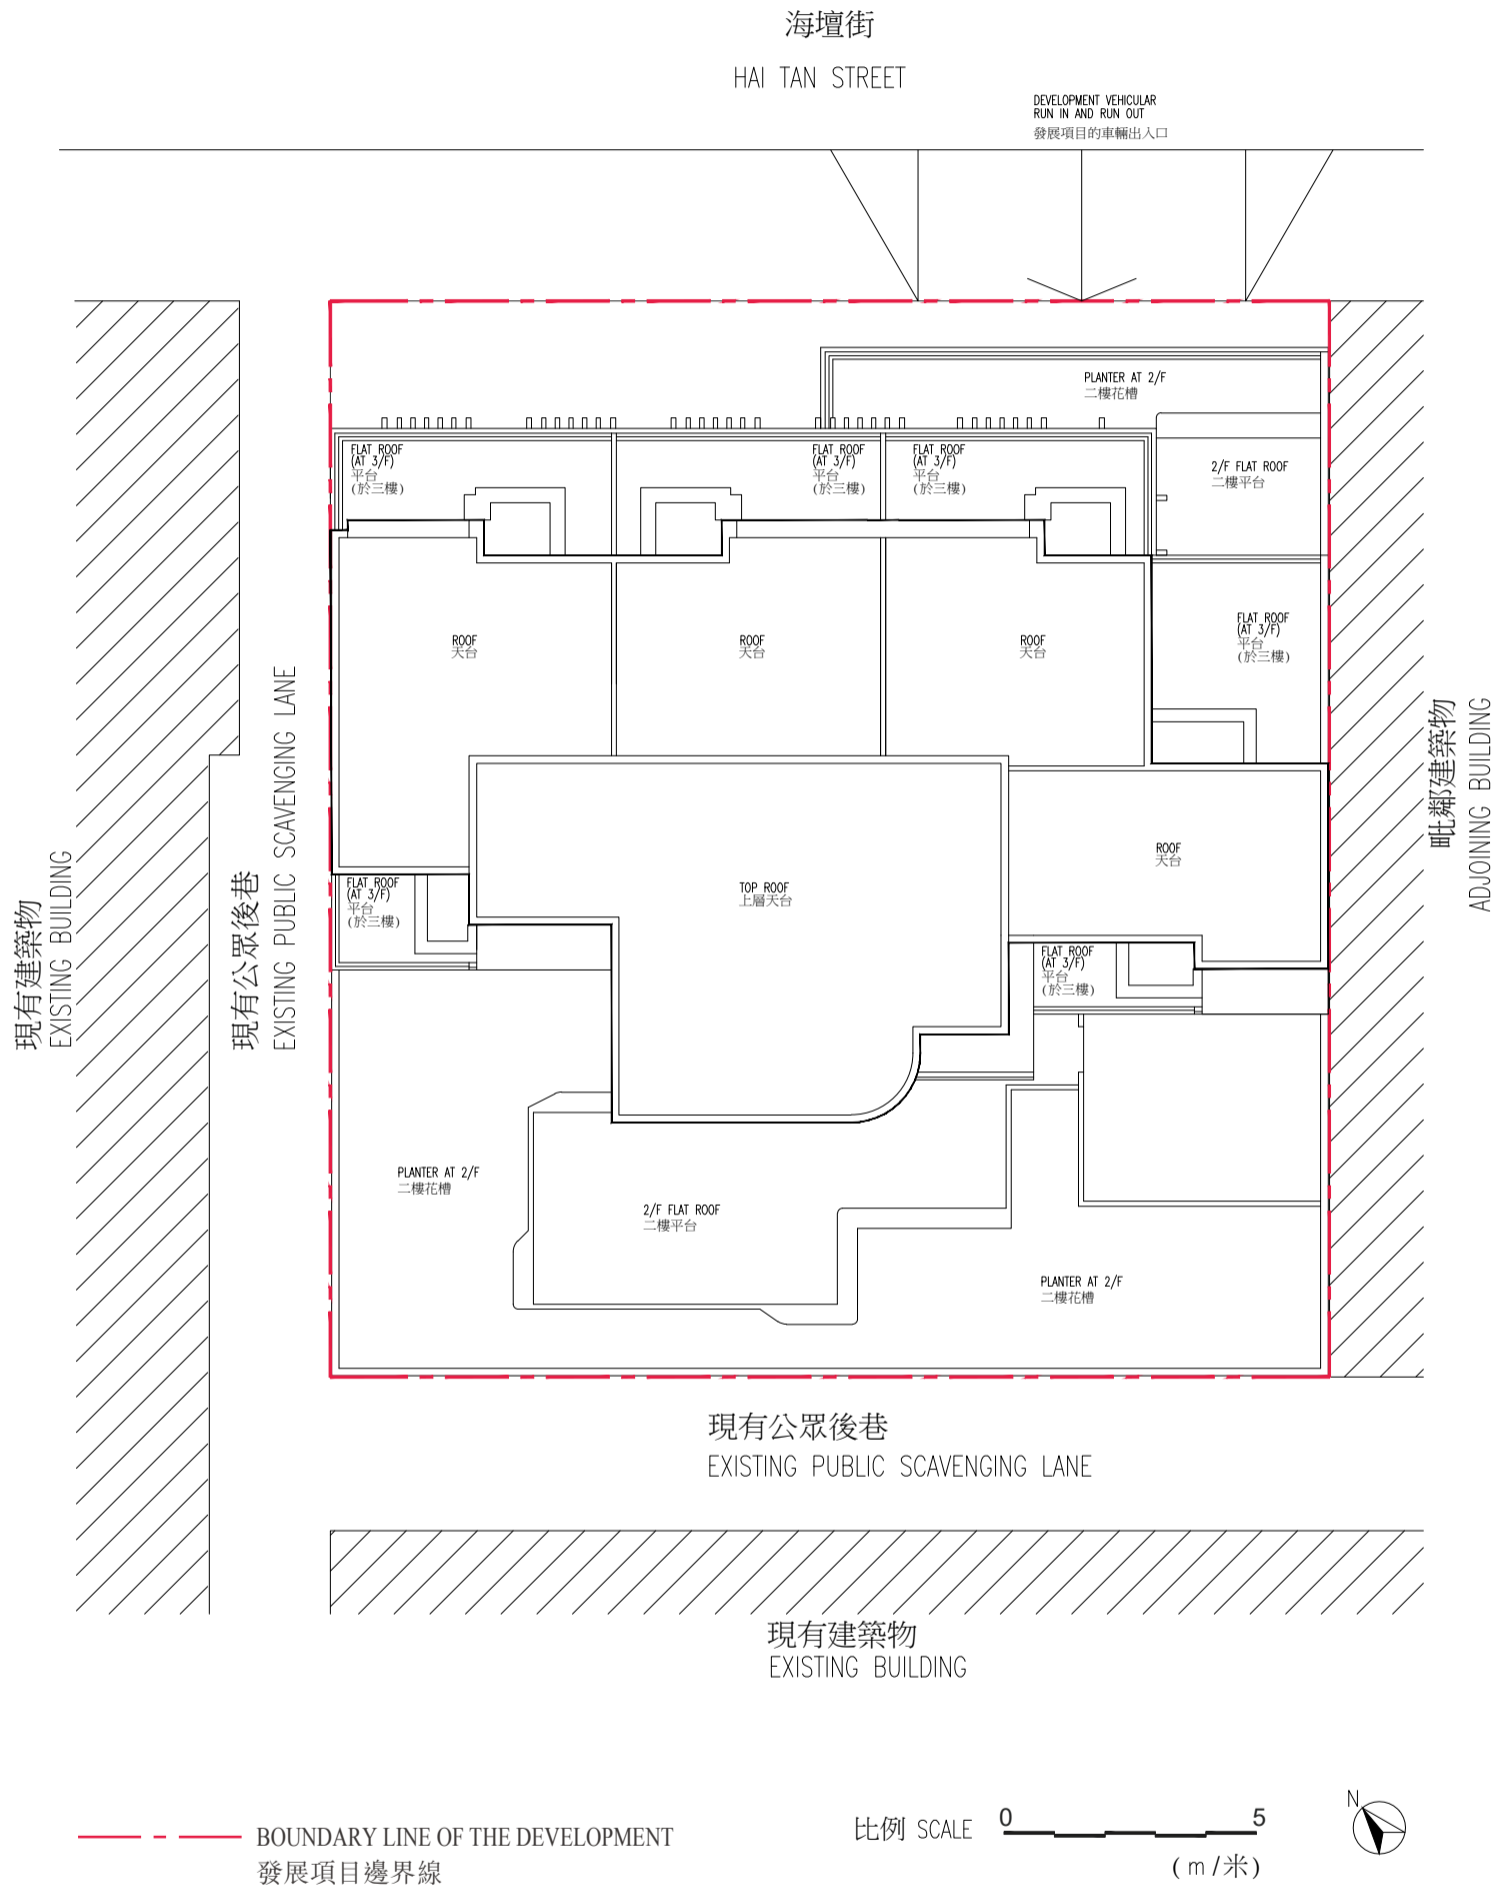 海壇街
HAI TAN STREET
DEVELOPMENT VEHICULAR
RUN IN AND RUN OUT
發展項目的車輛出入口
PLANTER AT 2/F
二樓花槽
FLAT ROOF
(AT 3/F)
平台
(於三樓)
FLAT ROOF
(AT 3/F)
平台
(於三樓)
FLAT ROOF
(AT 3/F)
平台
(於三樓)
2/F FLAT ROOF
二樓平台
ROOF
天台
ROOF
天台
ROOF
天台
FLAT ROOF
(AT 3/F)
平台
(於三樓)
現有建築物
EXISTING BUILDING
現有公眾後巷
EXISTING PUBLIC SCAVENGING LANE
毗鄰建築物
ADJOINING BUILDING
ROOF
天台
FLAT ROOF
(AT 3/F)
平台
(於三樓)
TOP ROOF
上層天台
FLAT ROOF
(AT 3/F)
平台
(於三樓)
PLANTER AT 2/F
二樓花槽
2/F FLAT ROOF
二樓平台
PLANTER AT 2/F
二樓花槽
現有公眾後巷
EXISTING PUBLIC SCAVENGING LANE
現有建築物
EXISTING BUILDING
BOUNDARY LINE OF THE DEVELOPMENT
發展項目邊界線
比例 SCALE 0 5
(m/米)
N